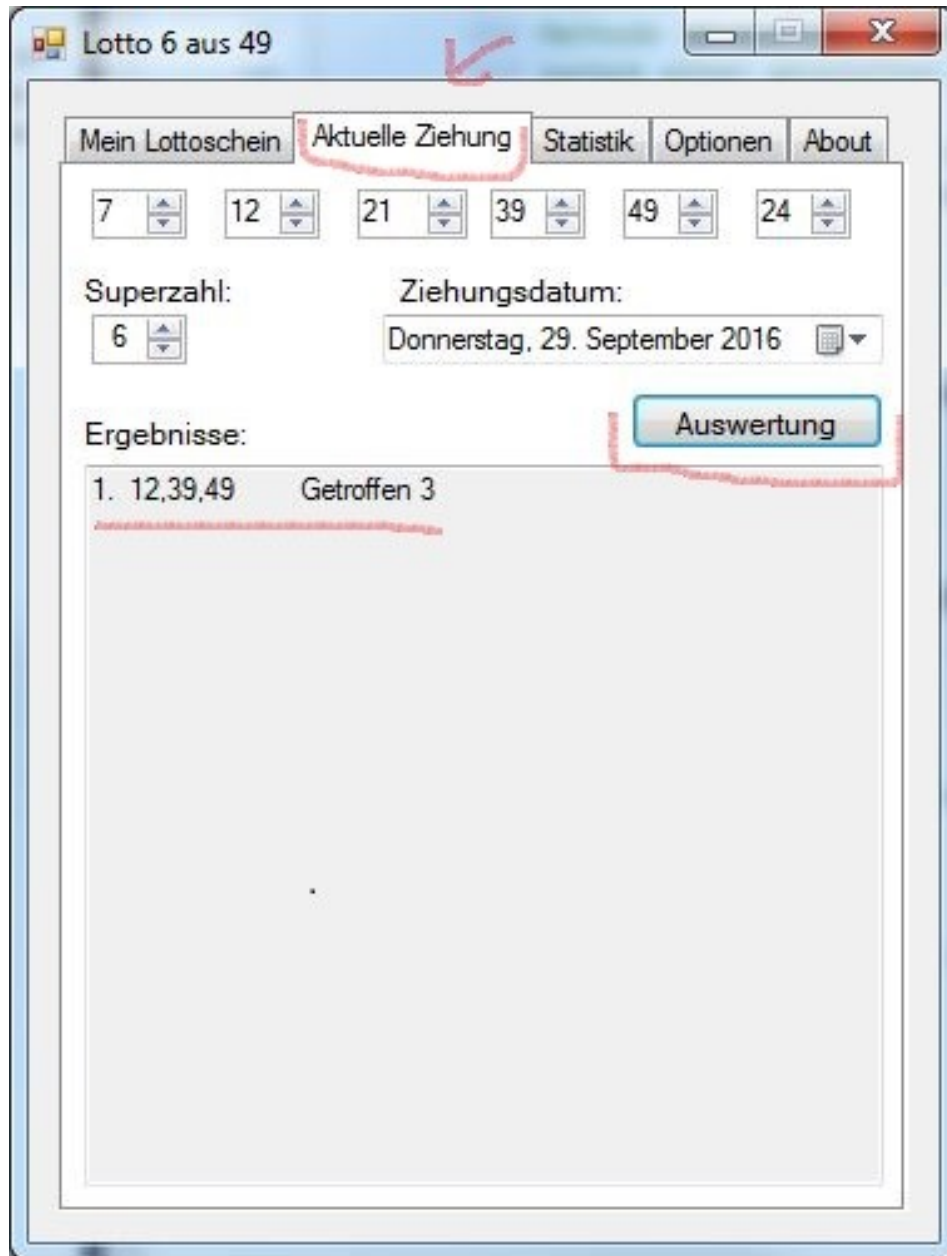 Lotto 6 aus 49
Mein Lottoschein Aktuelle Ziehung Statistik Optionen About
7 12 21 39 49 24
Superzahl: Ziehungsdatum:
6 Donnerstag, 29. September 2016
Auswertung
Ergebnisse:
1. 12,39,49 Getroffen 3